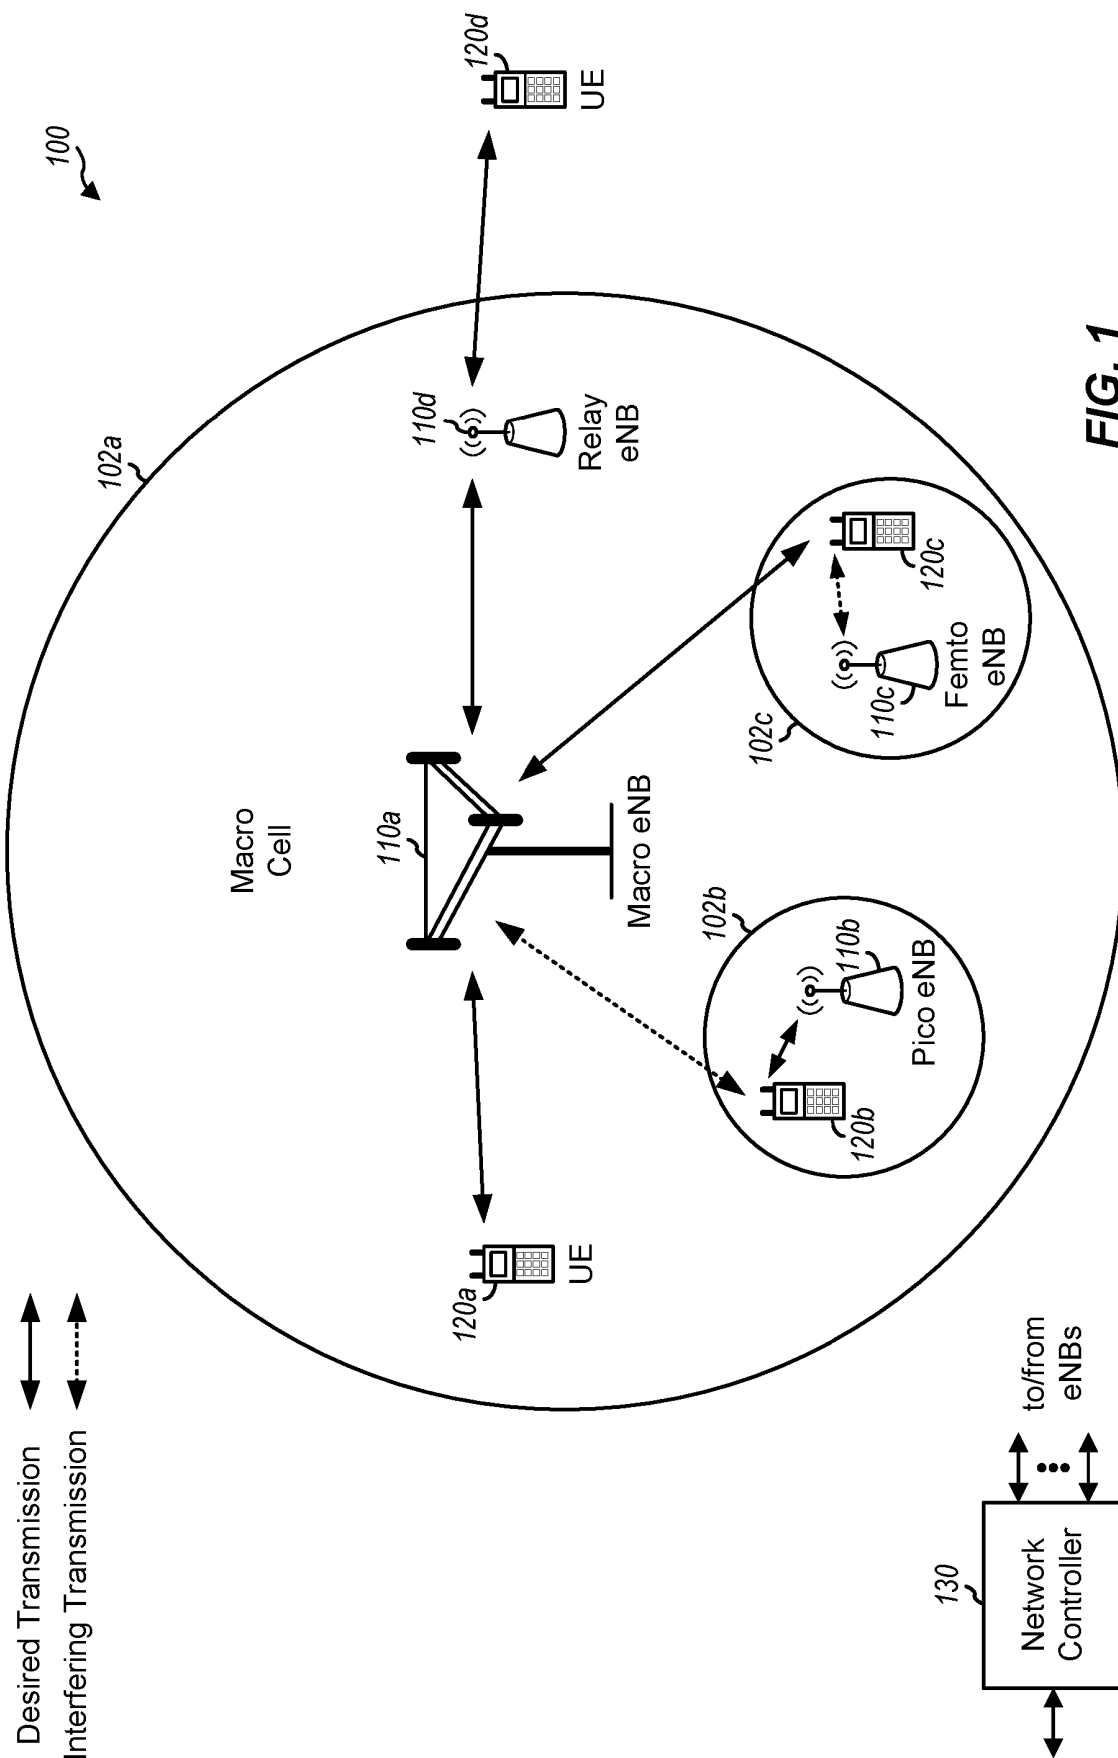 Desired Transmission
Interfering Transmission
100
102a
Macro
Cell
110a
Macro eNB
120a
UE
110d
Relay
eNB
120d
UE
102b
110b
Pico eNB
120b
102c
110c
Femto
eNB
120c
130
Network
Controller
to/from
eNBs
FIG. 1